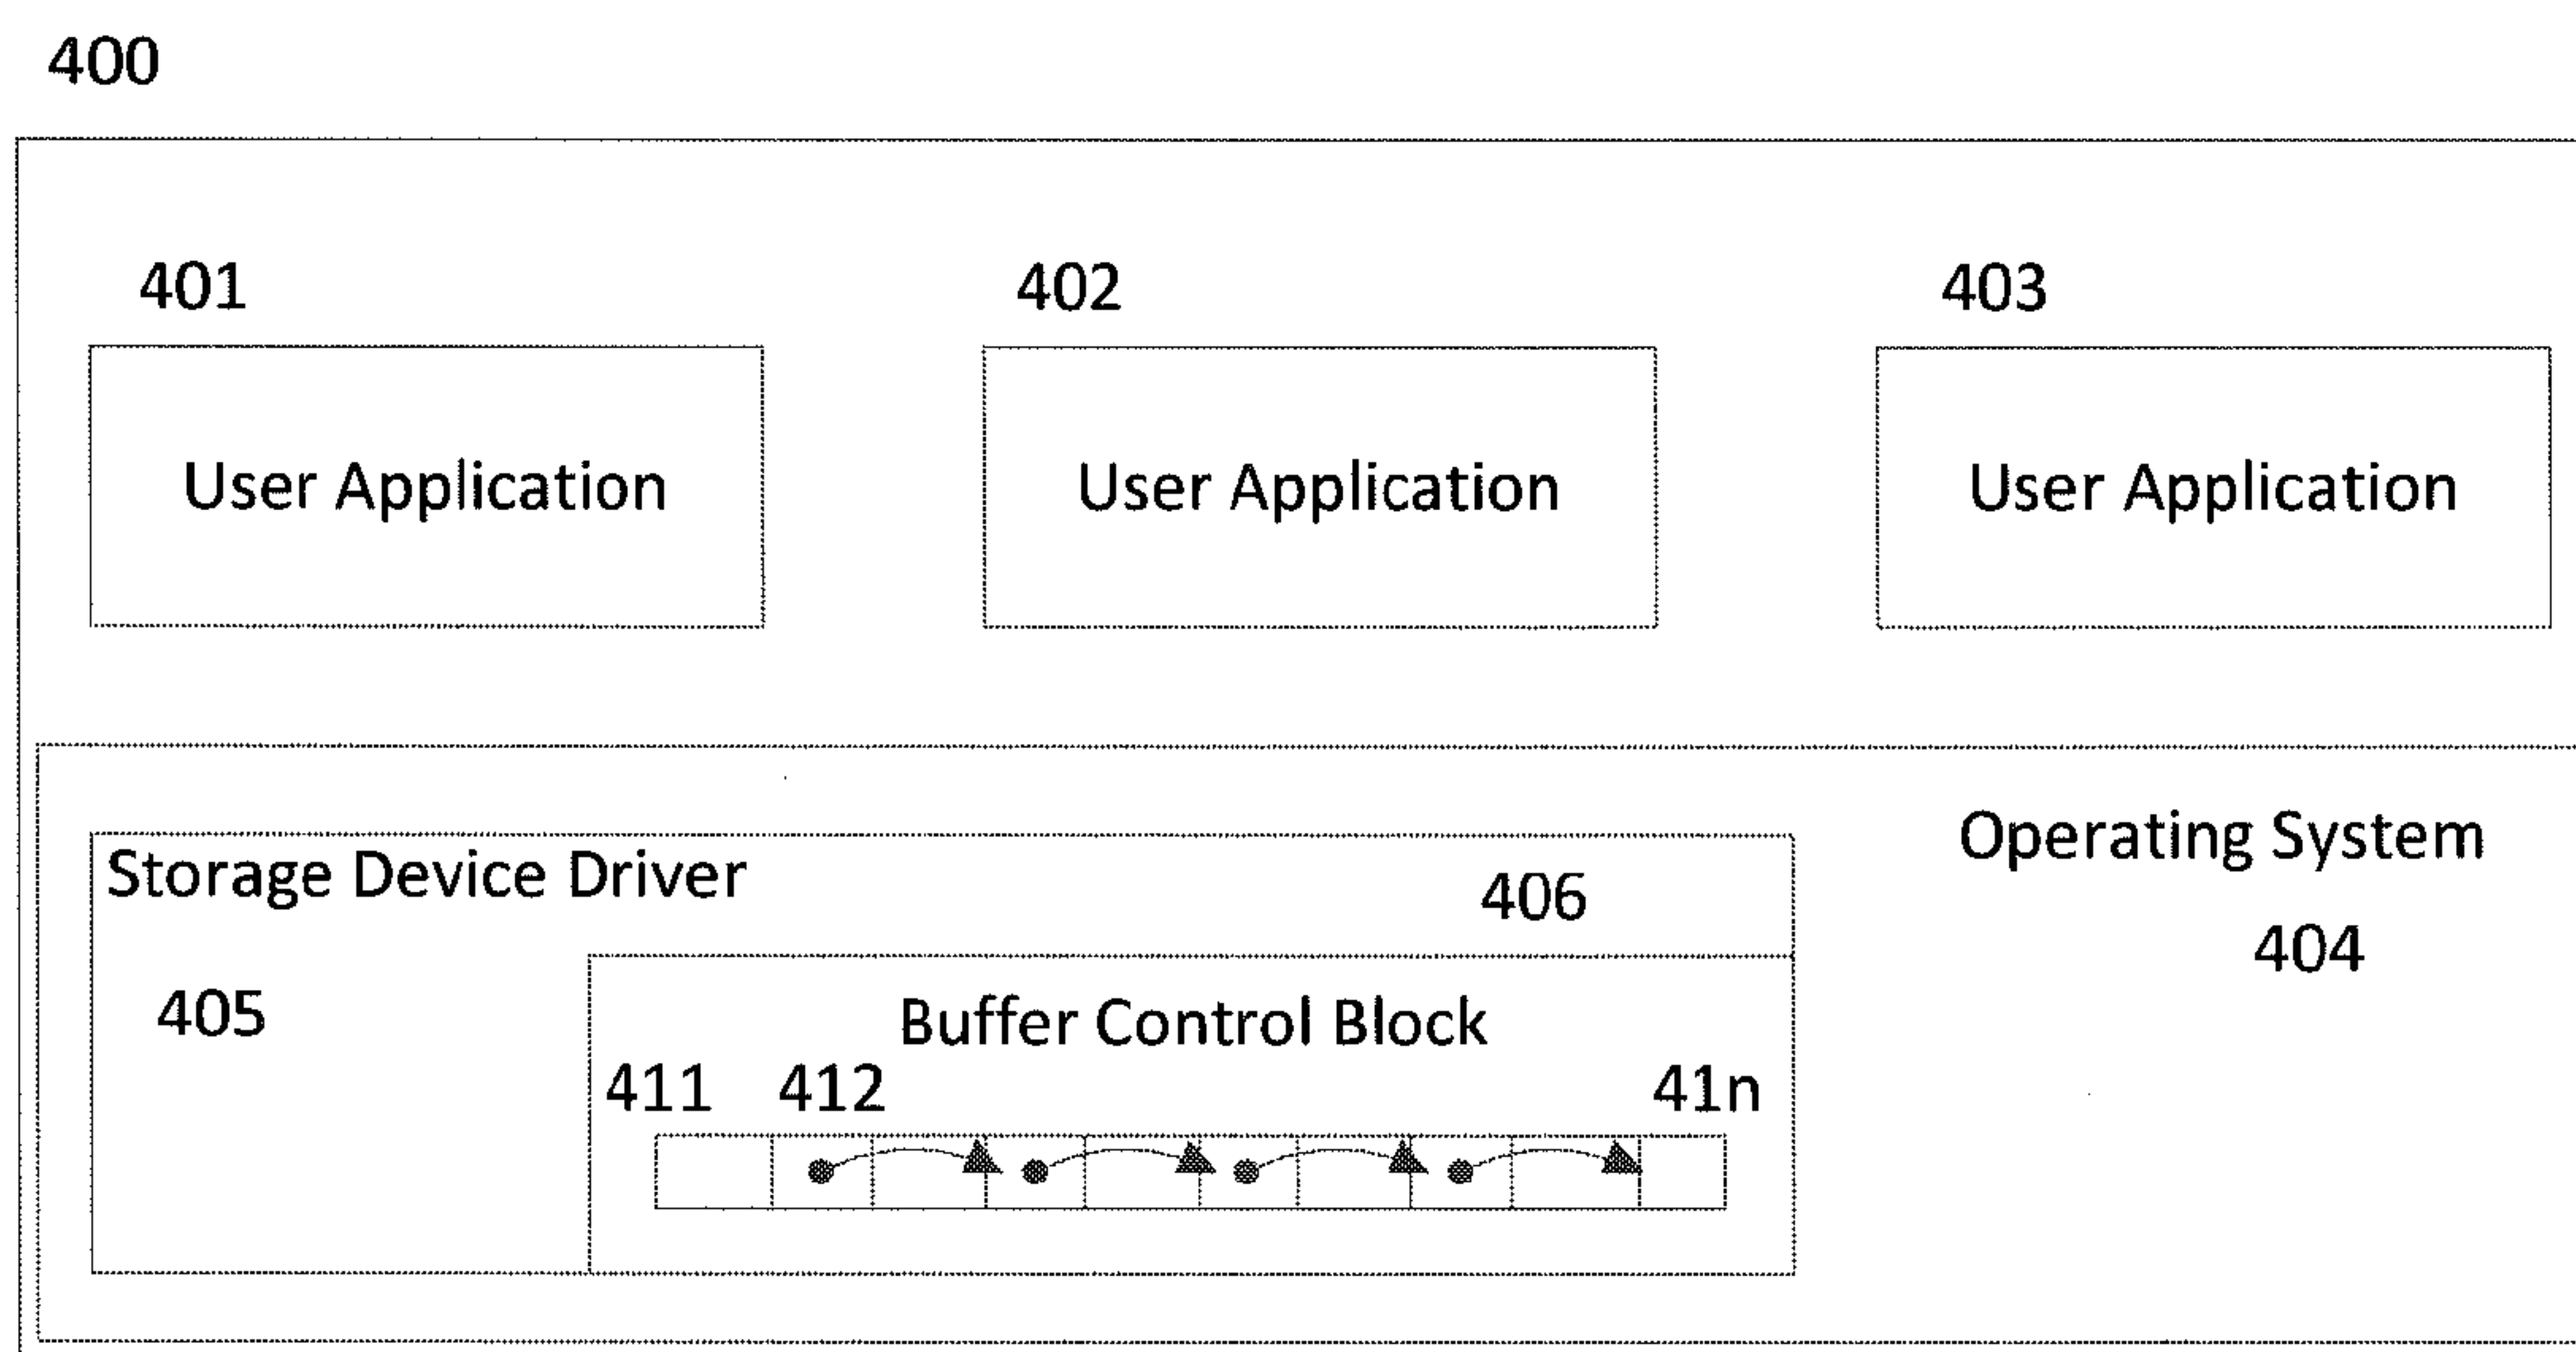 400
401 402 403
User Application User Application User Application
Storage Device Driver
406
Operating System
404
405
Buffer Control Block
411 412 41n